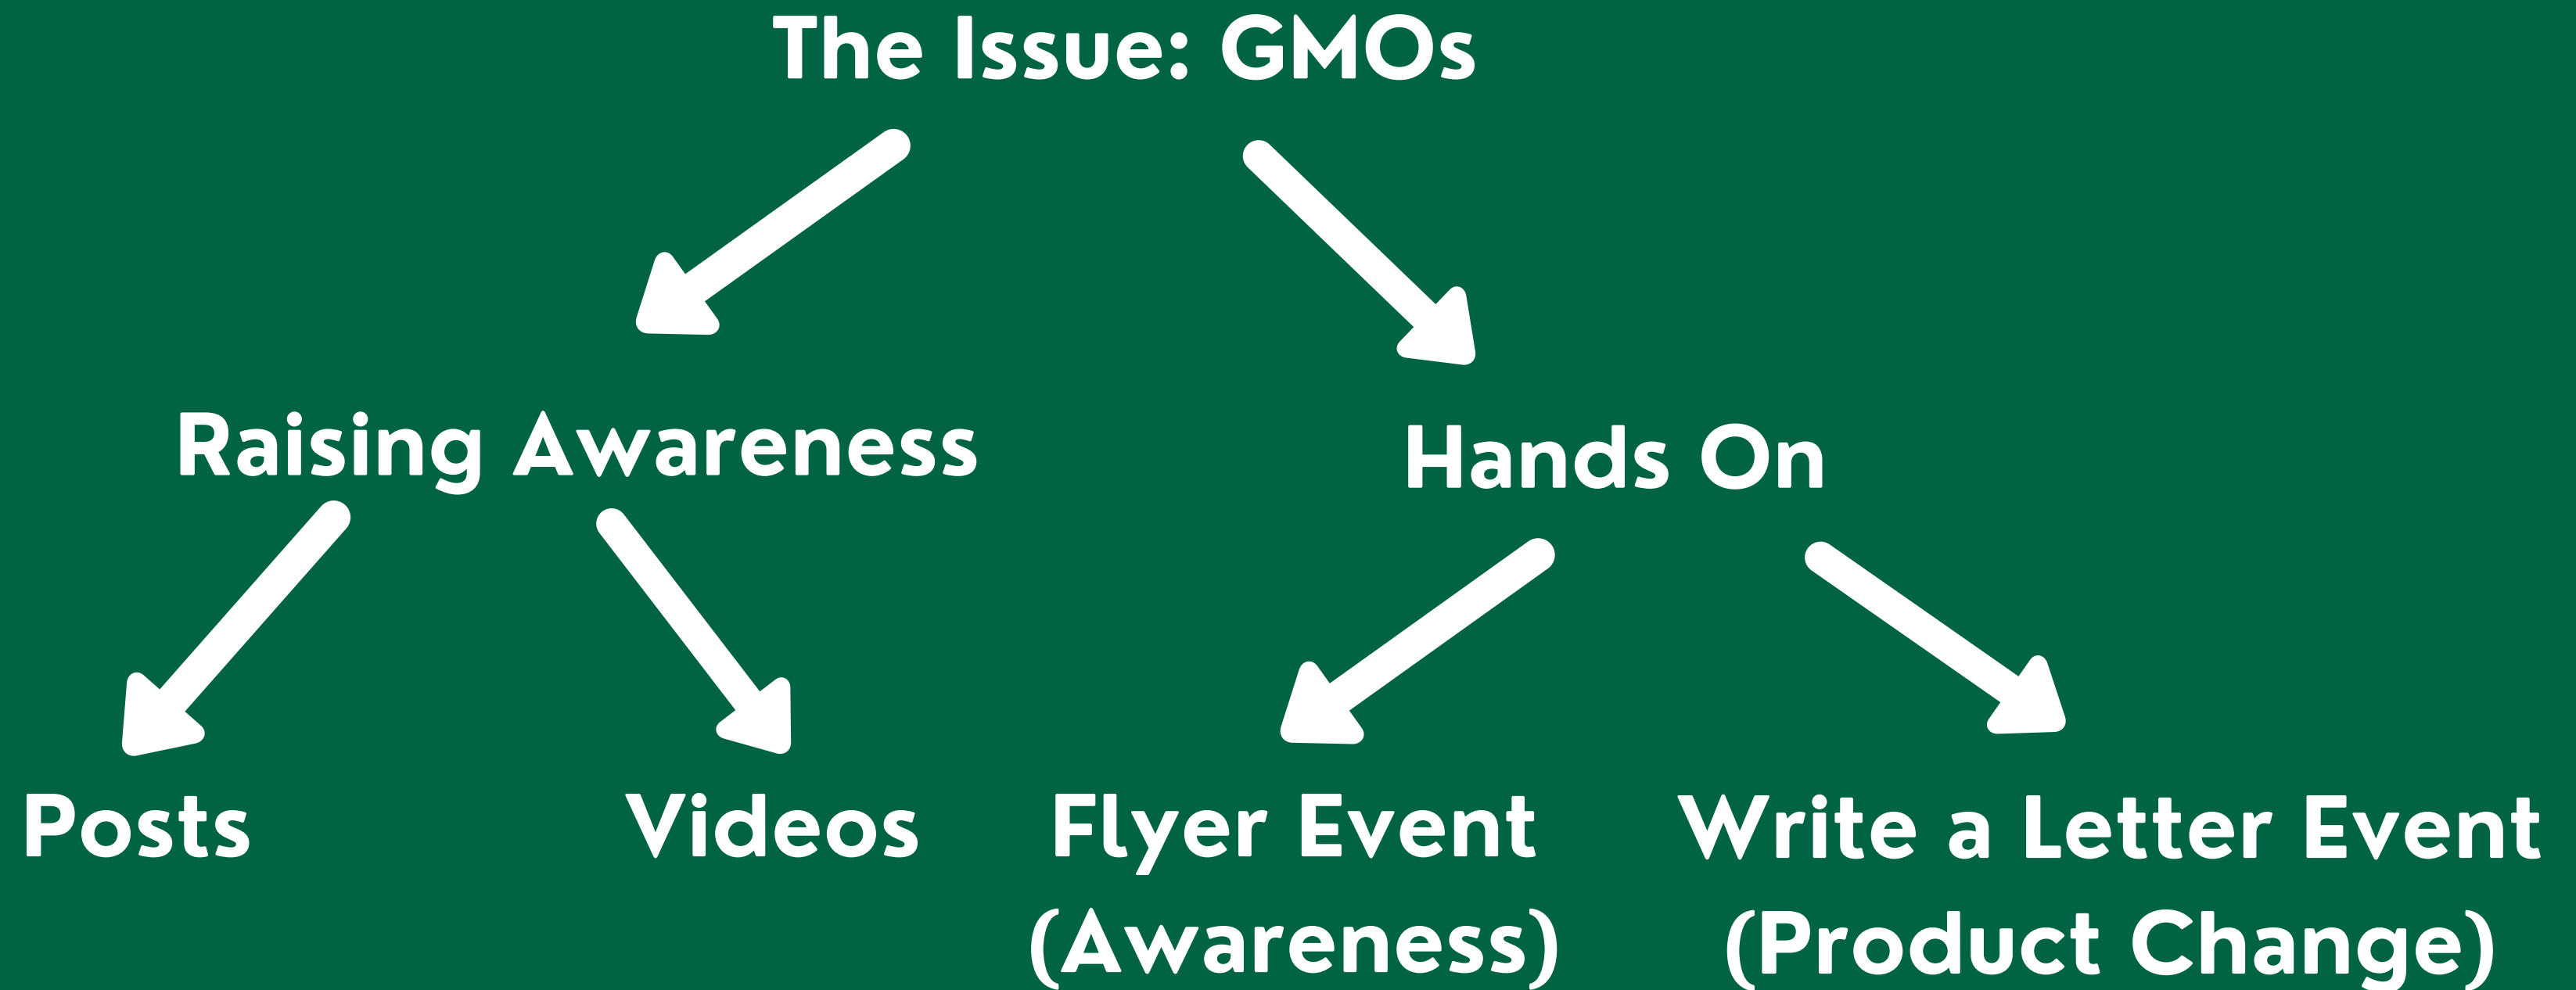 The Issue: GMOs
Raising Awareness
Hands On
Posts
Videos
Flyer Event
(Awareness)
Write a Letter Event
(Product Change)